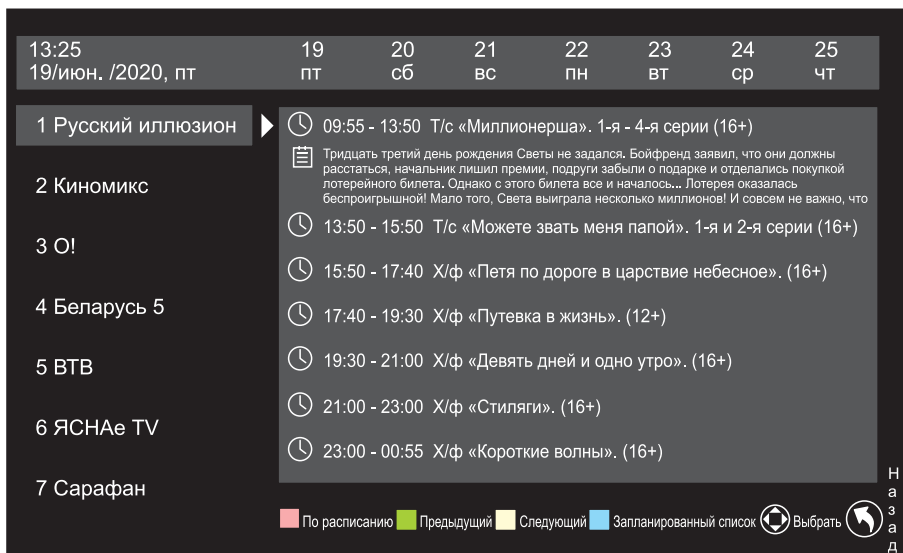 13:25
19/июн. /2020, пт
19 20 21 22 23 24 25
пт сб вс пн вт ср чт
1 Русский иллюзион
2 Киномикс
3 О!
4 Беларусь 5
5 ВТВ
6 ЯСНАе TV
7 Сарафан
09:55 - 13:50 Т/с «Миллионерша». 1-я - 4-я серии (16+)
Тридцать третий день рождения Светы не задался. Бойфренд заявил, что они должны
расстаться, начальник лишил премии, подруги забыли о подарке и отделались покупкой
лотерейного билета. Однако с этого билета все и началось... Лотерея оказалась
беспроигрышной! Мало того, Света выиграла несколько миллионов! И совсем не важно, что
13:50 - 15:50 Т/с «Можете звать меня папой». 1-я и 2-я серии (16+)
15:50 - 17:40 Х/ф «Петя по дороге в царствие небесное». (16+)
17:40 - 19:30 Х/ф «Путевка в жизнь». (12+)
19:30 - 21:00 Х/ф «Девять дней и одно утро». (16+)
21:00 - 23:00 Х/ф «Стиляги». (16+)
23:00 - 00:55 Х/ф «Короткие волны». (16+)
По расписанию Предыдущий Следующий Запланированный список Выбрать Назад